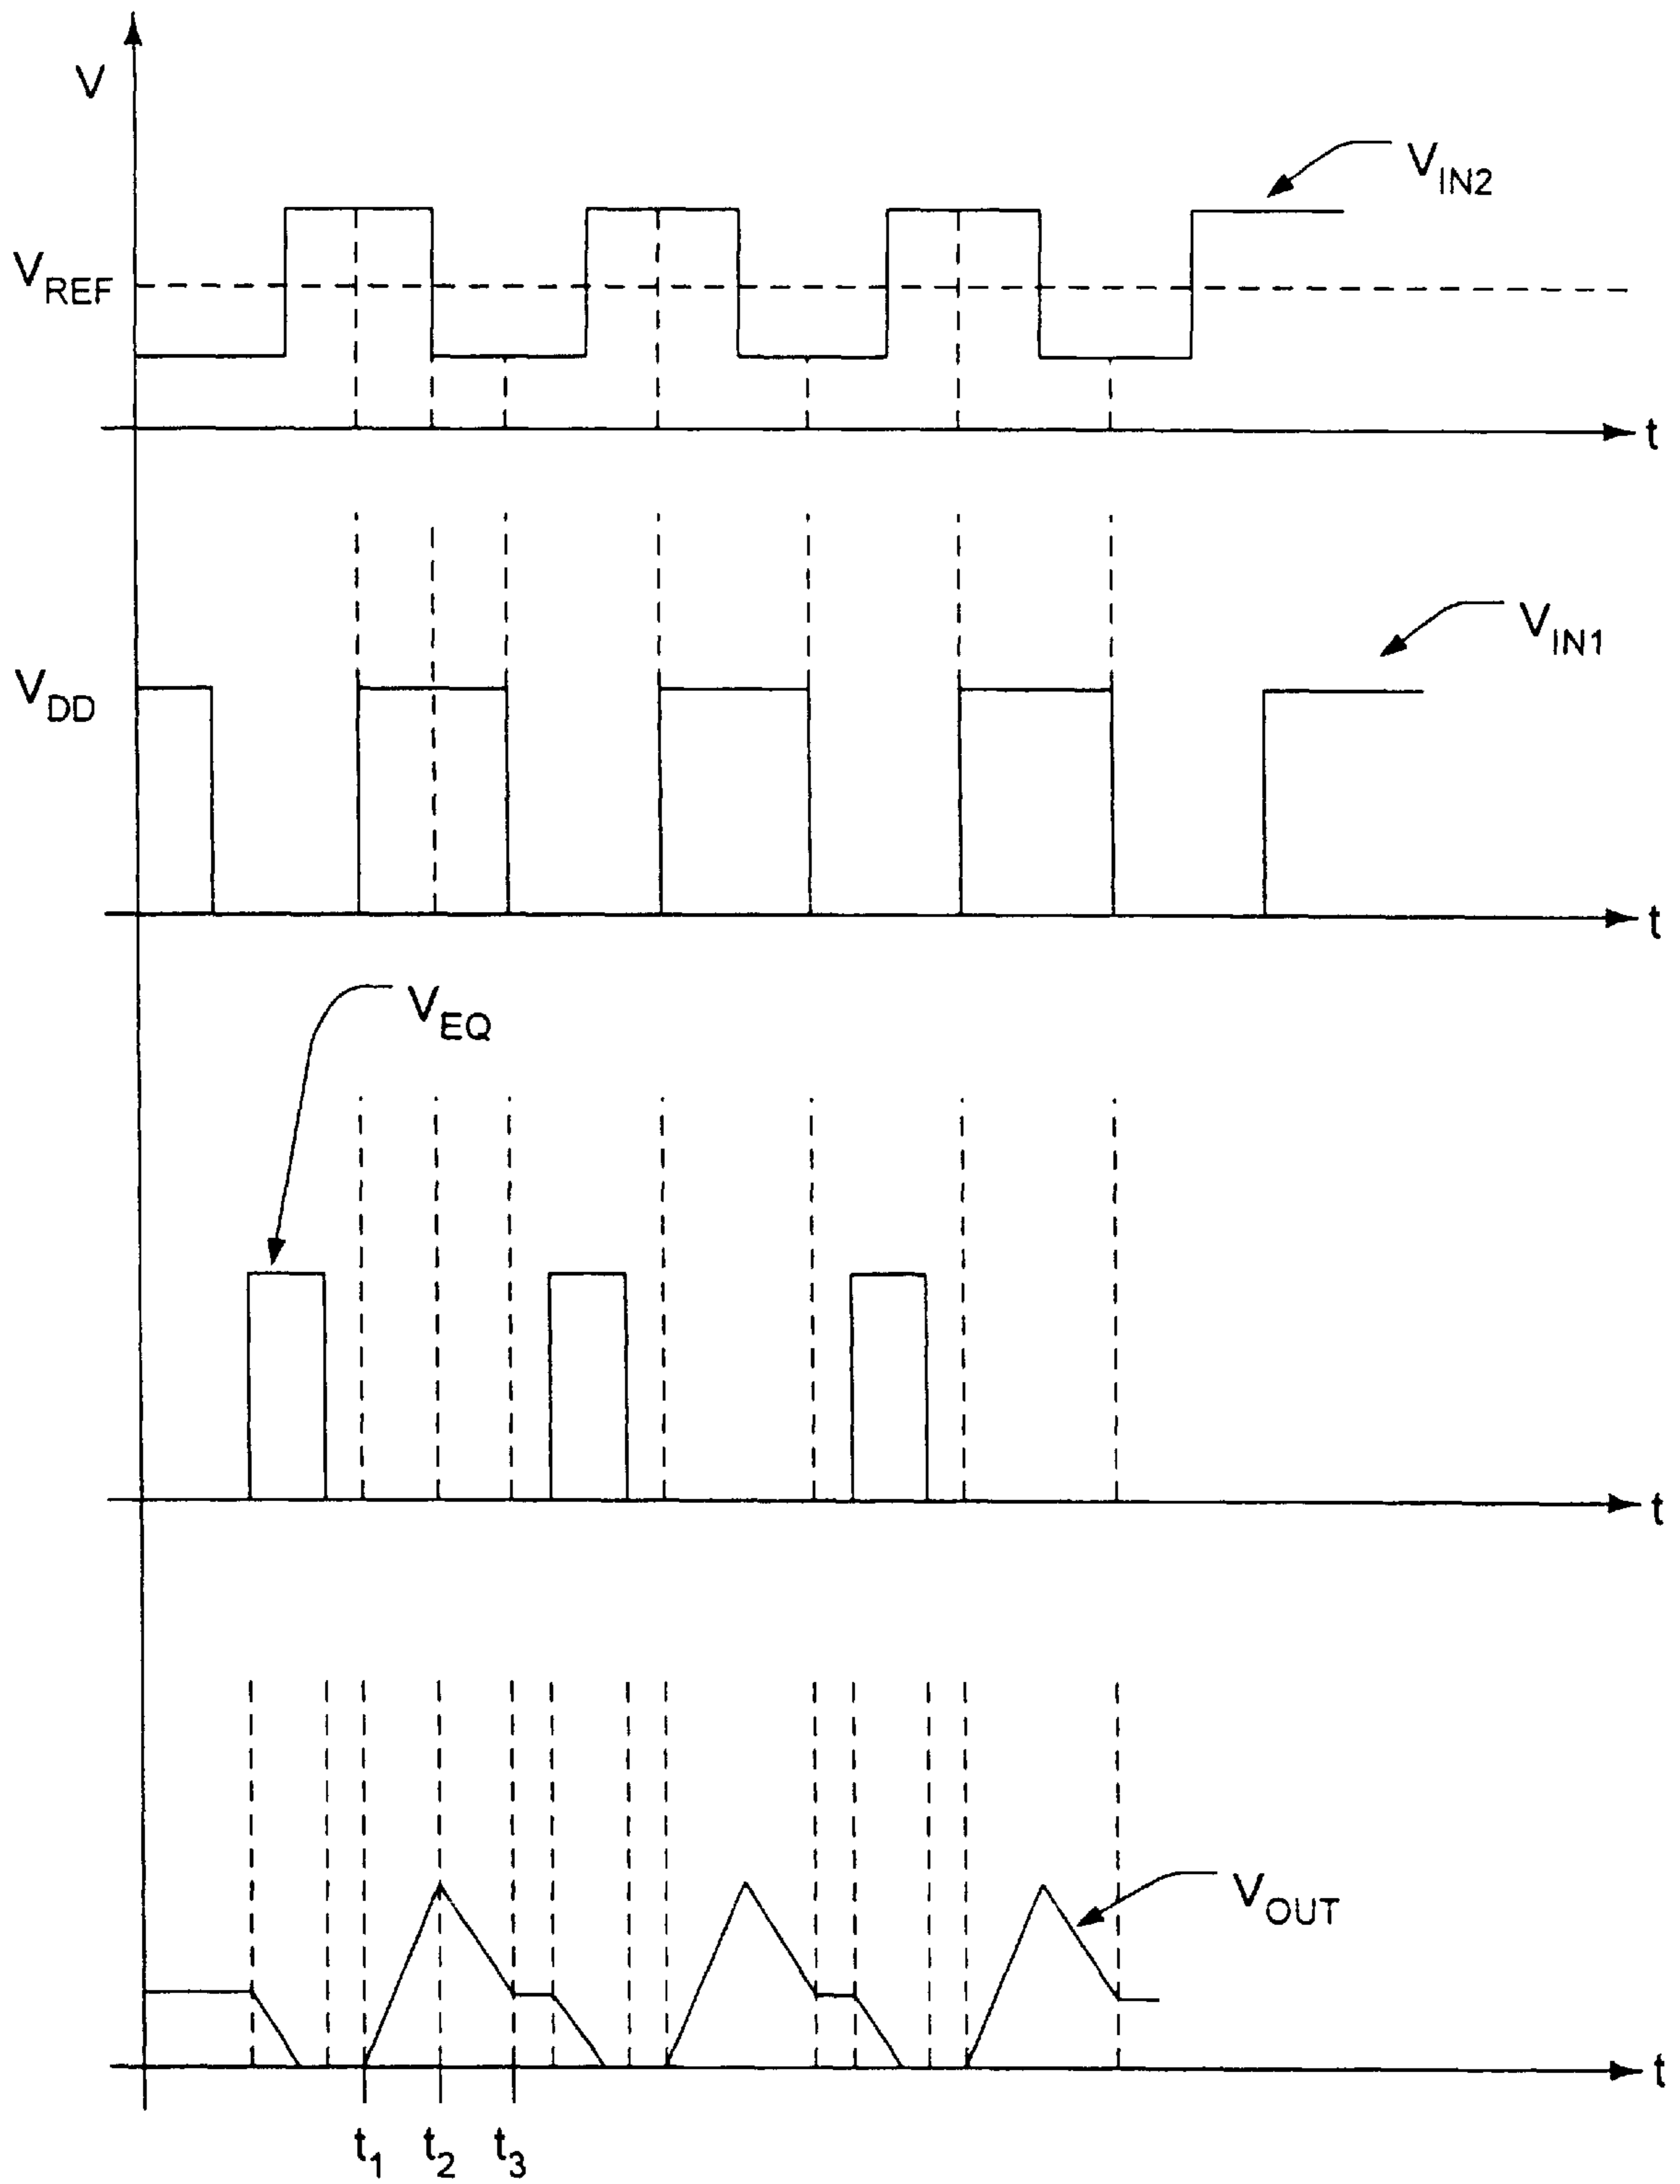 V
V_IN2
V_REF
t
V_IN1
V_DD
t
V_EQ
t
V_OUT
t
t_1 t_2 t_3